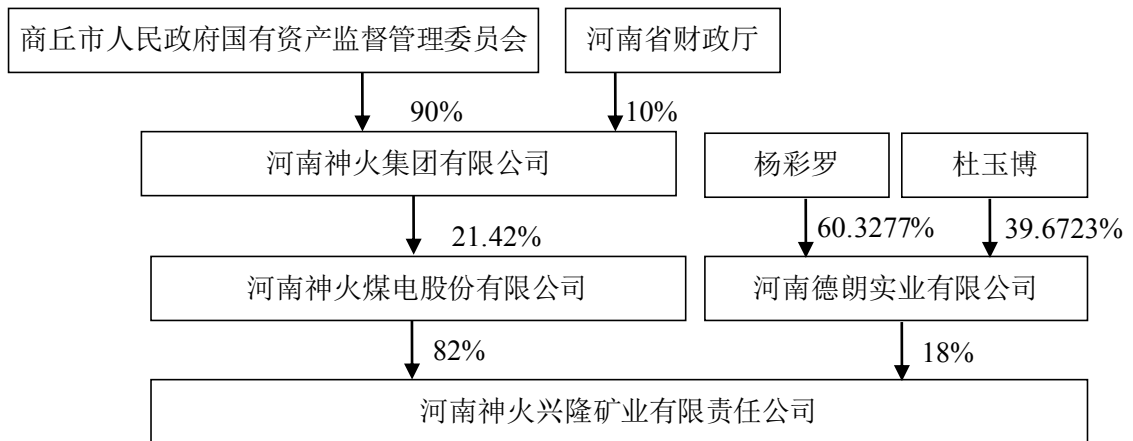 商丘市人民政府国有资产监督管理委员会
河南省财政厅
90%
10%
河南神火集团有限公司
杨彩罗
杜玉博
21.42%
60.3277%
39.6723%
河南神火煤电股份有限公司
河南德朗实业有限公司
82%
18%
河南神火兴隆矿业有限责任公司